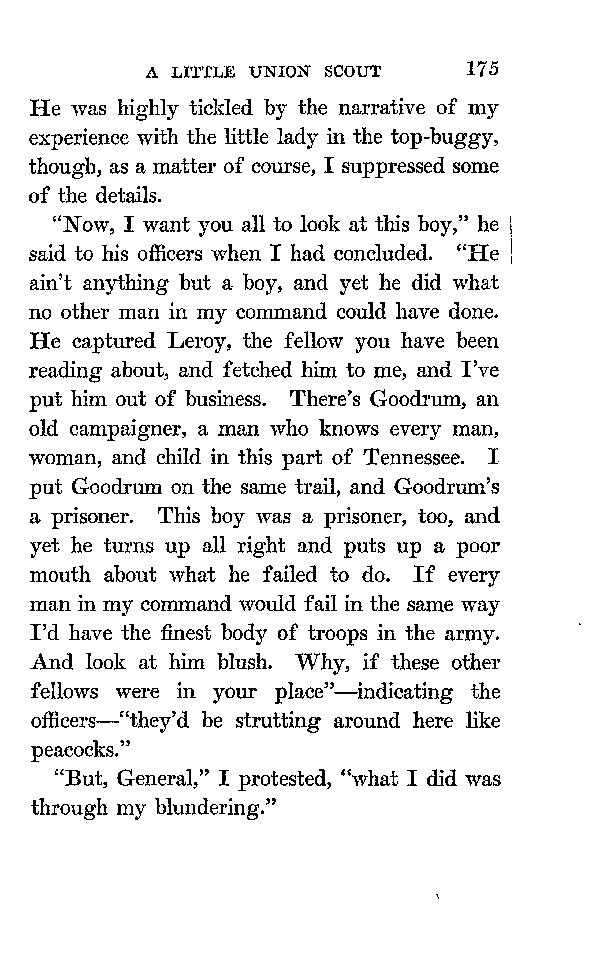 A LITTLE UNION SCOUT 175
He was highly tickled by the narrative of my
experience with the little lady in the top-buggy,
though, as a matter of course, I suppressed some
of the details.
"Now, I want you all to look at this boy," he
said to his officers when I had concluded. "He
ain't anything but a boy, and yet he did what
no other man in my command could have done.
He captured Leroy, the fellow you have been
reading about, and fetched him to me, and I've
put him out of business. There's Goodrum, an
old campaigner, a man who knows every man,
woman, and child in this part of Tennessee. I
put Goodrum on the same trail, and Goodrum's
a prisoner. This boy was a prisoner, too, and
yet he turns up all right and puts up a poor
mouth about what he failed to do. If every
man in my command would fail in the same way
I'd have the finest body of troops in the army.
And look at him blush. Why, if these other
fellows were in your place"—indicating the
officers—"they'd be strutting around here like
peacocks."
"But, General," I protested, "what I did was
through my blundering."